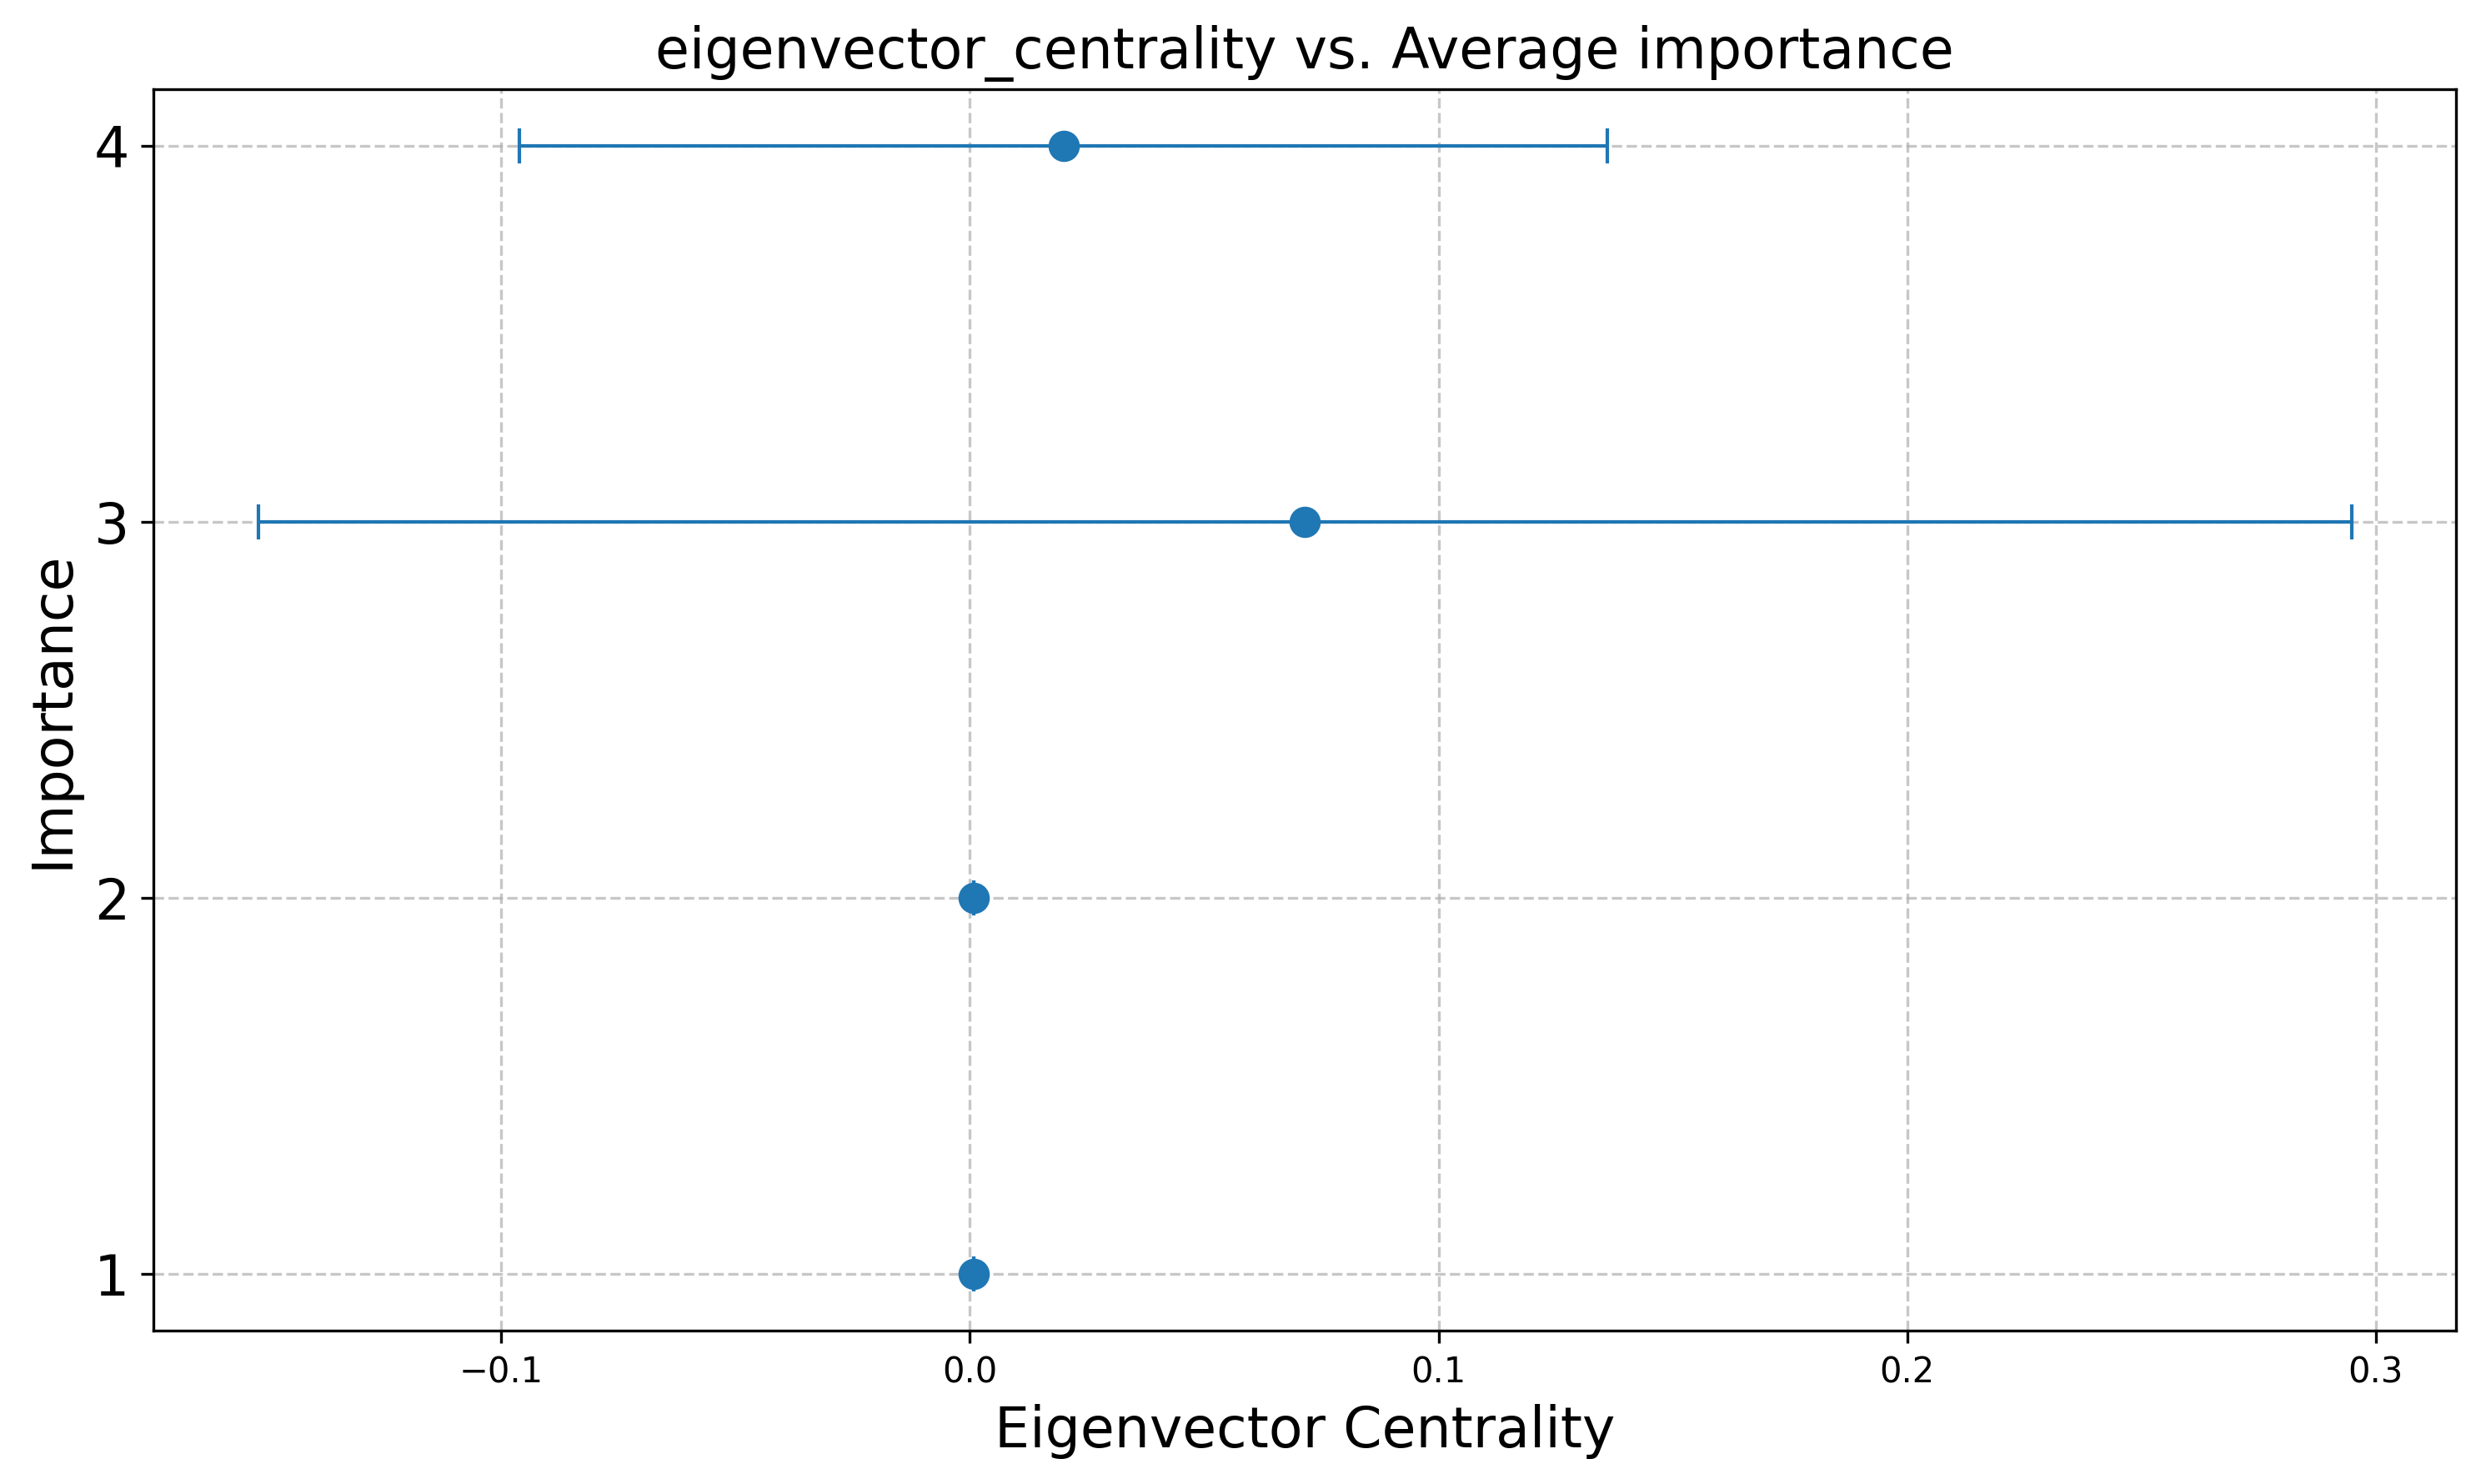 eigenvector_centrality vs. Average importance
4
3
2
1
Importance
−0.1 0.0 0.1 0.2 0.3
Eigenvector Centrality